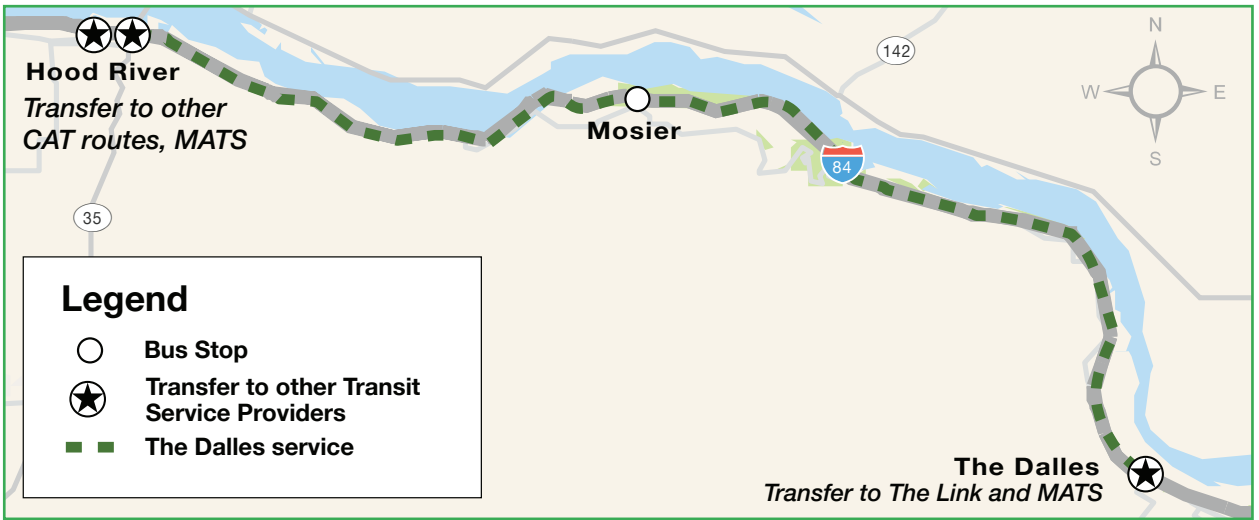 Hood River
Transfer to other
CAT routes, MATS
35
Mosier
142
84
N
W
E
S
Legend
Bus Stop
Transfer to other Transit
Service Providers
The Dalles service
The Dalles
Transfer to The Link and MATS